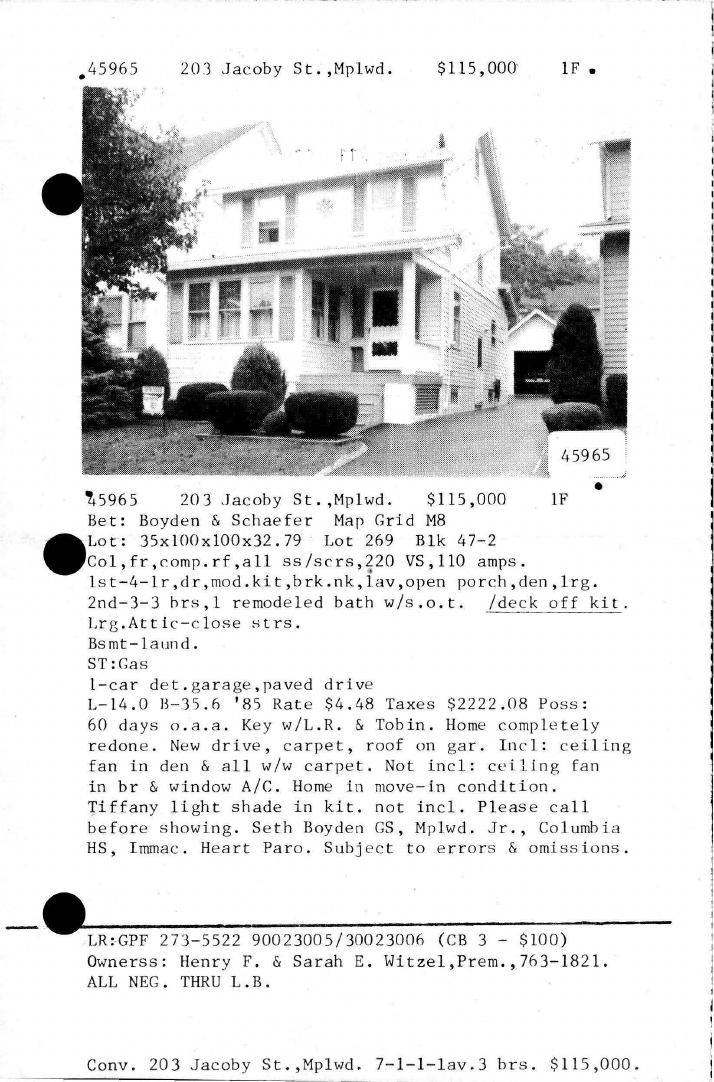 45965 203 Jacoby St.,Mplwd. $115,000 1F
45965
45965 203 Jacoby St.,Mplwd. $115,000 1F
Bet: Boyden & Schaefer Map Grid M8
Lot: 35x100x100x32.79 Lot 269 Blk 47-2
Col,fr,comp.rf,all ss/scrs,220 VS,110 amps.
1st-4-lr,dr,mod.kit,brk.nk,lav,open porch,den,lrg.
2nd-3-3 brs,1 remodeled bath w/s.o.t. /deck off kit.
Lrg.Attic-close strs.
Bsmt-laund.
ST:Gas
1-car det.garage,paved drive
L-14.0 B-35.6 '85 Rate $4.48 Taxes $2222.08 Poss:
60 days o.a.a. Key w/L.R. & Tobin. Home completely
redone. New drive, carpet, roof on gar. Incl: ceiling
fan in den & all w/w carpet. Not incl: ceiling fan
in br & window A/C. Home in move-in condition.
Tiffany light shade in kit. not incl. Please call
before showing. Seth Boyden GS, Mplwd. Jr., Columbia
HS, Immac. Heart Paro. Subject to errors & omissions.
LR:GPF 273-5522 90023005/30023006 (CB 3 - $100)
Ownerss: Henry F. & Sarah E. Witzel,Prem.,763-1821.
ALL NEG. THRU L.B.
Conv. 203 Jacoby St.,Mplwd. 7-1-1-lav.3 brs. $115,000.